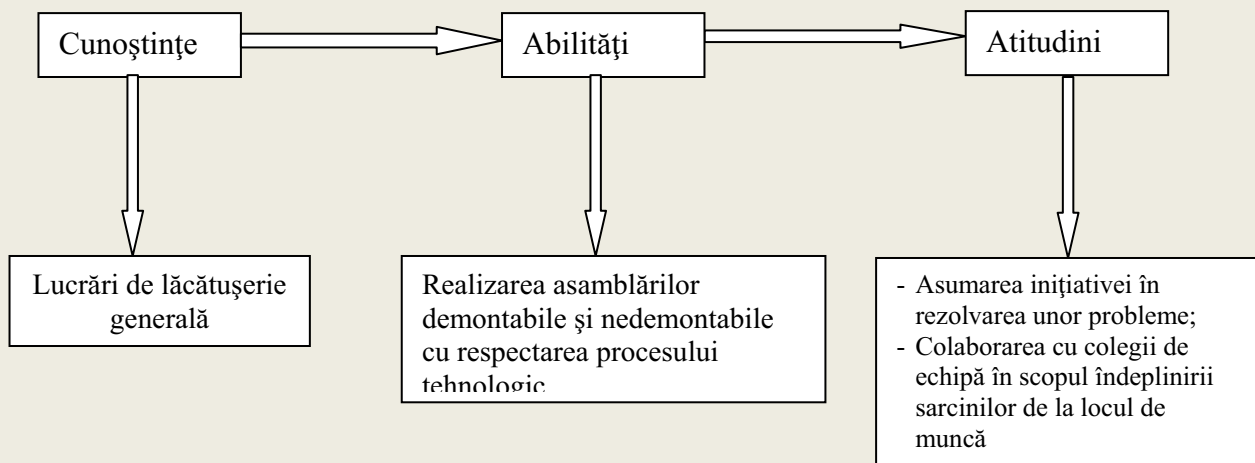 Cunoştinţe
Abilităţi
Atitudini
Lucrări de lăcătuşerie
generală
Realizarea asamblărilor
demontabile şi nedemontabile
cu respectarea procesului
tehnologic
- Asumarea iniţiativei în
rezolvarea unor probleme;
- Colaborarea cu colegii de
echipă în scopul îndeplinirii
sarcinilor de la locul de
muncă